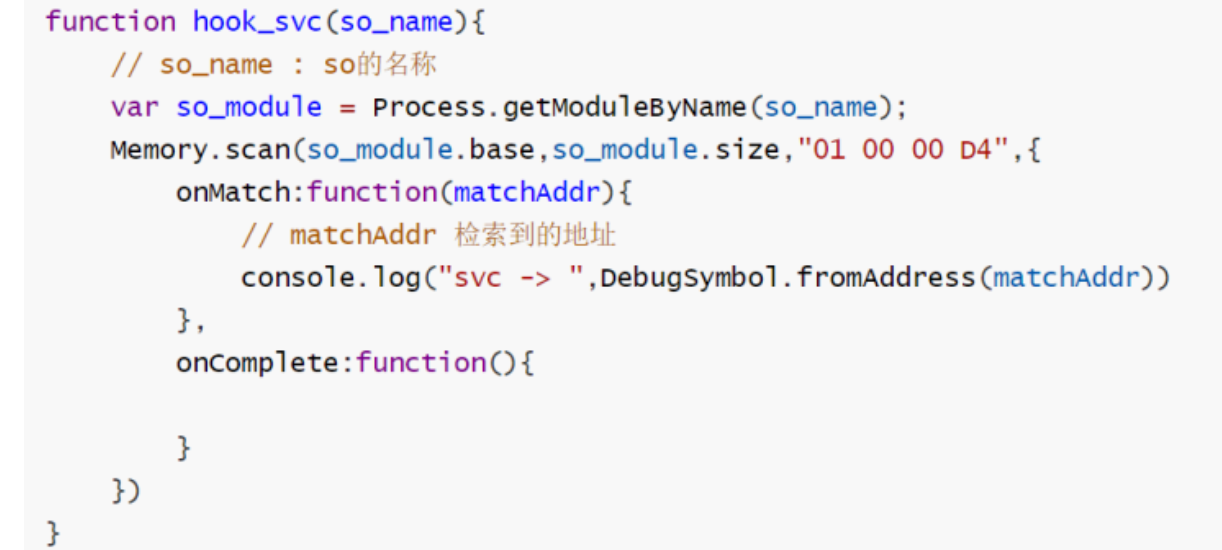 function hook_svc(so_name){
    // so_name : so的名称
    var so_module = Process.getModuleByName(so_name);
    Memory.scan(so_module.base,so_module.size,"01 00 00 D4",{
        onMatch:function(matchAddr){
            // matchAddr 检索到的地址
            console.log("svc -> ",DebugSymbol.fromAddress(matchAddr))
        },
        onComplete:function(){

        }
    })
}